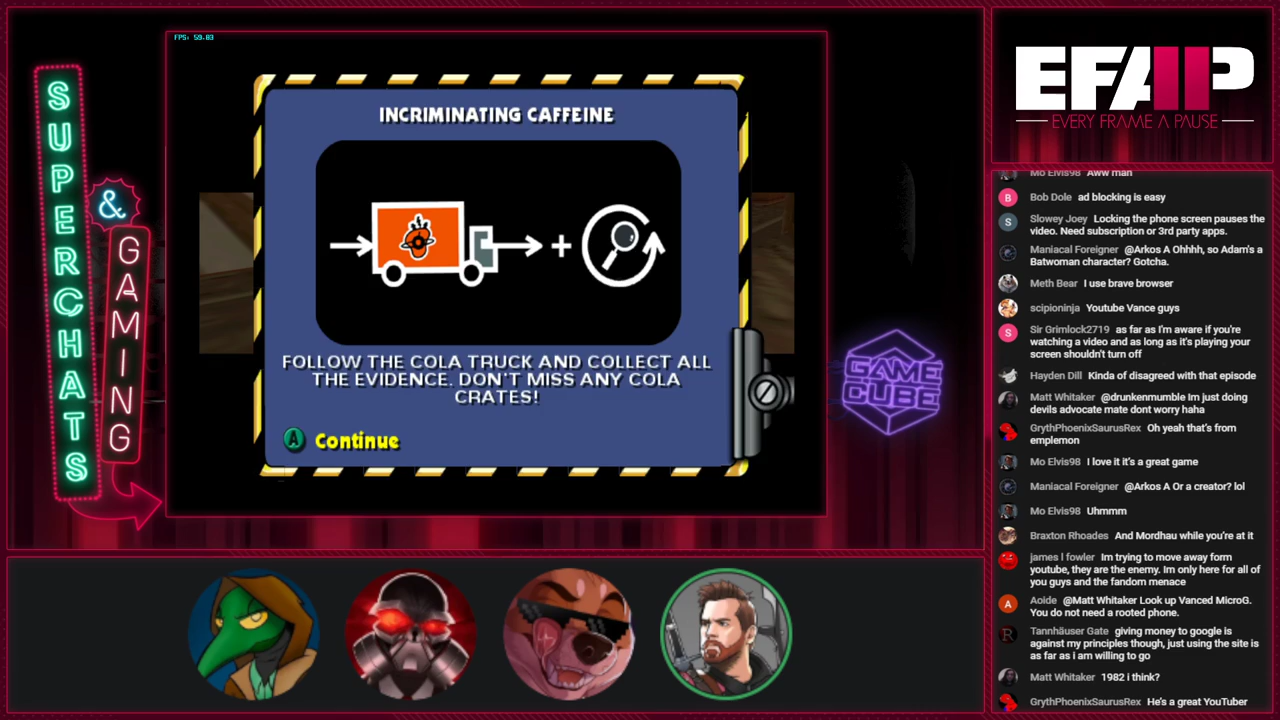 FPS: 59.83
SUPERCHATS
&
GAMING
INCRIMINATING CAFFEINE
FOLLOW THE COLA TRUCK AND COLLECT ALL
THE EVIDENCE. DON'T MISS ANY COLA
CRATES!
A Continue
GAME
CUBE
EFAP
EVERY FRAME A PAUSE
Mo Elvis98 Aww man
B Bob Dole ad blocking is easy
S Slowey Joey Locking the phone screen pauses the
video. Need subscription or 3rd party apps.
Maniacal Foreigner @Arkos A Ohhhh, so Adam's a
Batwoman character? Gotcha.
Meth Bear I use brave browser
scipioninja Youtube Vance guys
S Sir Grimlock2719 as far as I'm aware if you're
watching a video and as long as it's playing your
screen shouldn't turn off
Hayden Dill Kinda of disagreed with that episode
Matt Whitaker @drunkenmumble Im just doing
devils advocate mate dont worry haha
GrythPhoenixSaurusRex Oh yeah that's from
emplemon
Mo Elvis98 I love it it's a great game
Maniacal Foreigner @Arkos A Or a creator? lol
Mo Elvis98 Uhmmm
Braxton Rhoades And Mordhau while you're at it
james l fowler Im trying to move away form
youtube, they are the enemy. Im only here for all of
you guys and the fandom menace
A Aoide @Matt Whitaker Look up Vanced MicroG.
You do not need a rooted phone.
R Tannhäuser Gate giving money to google is
against my principles though, just using the site is
as far as i am willing to go
Matt Whitaker 1982 i think?
GrythPhoenixSaurusRex He's a great YouTuber